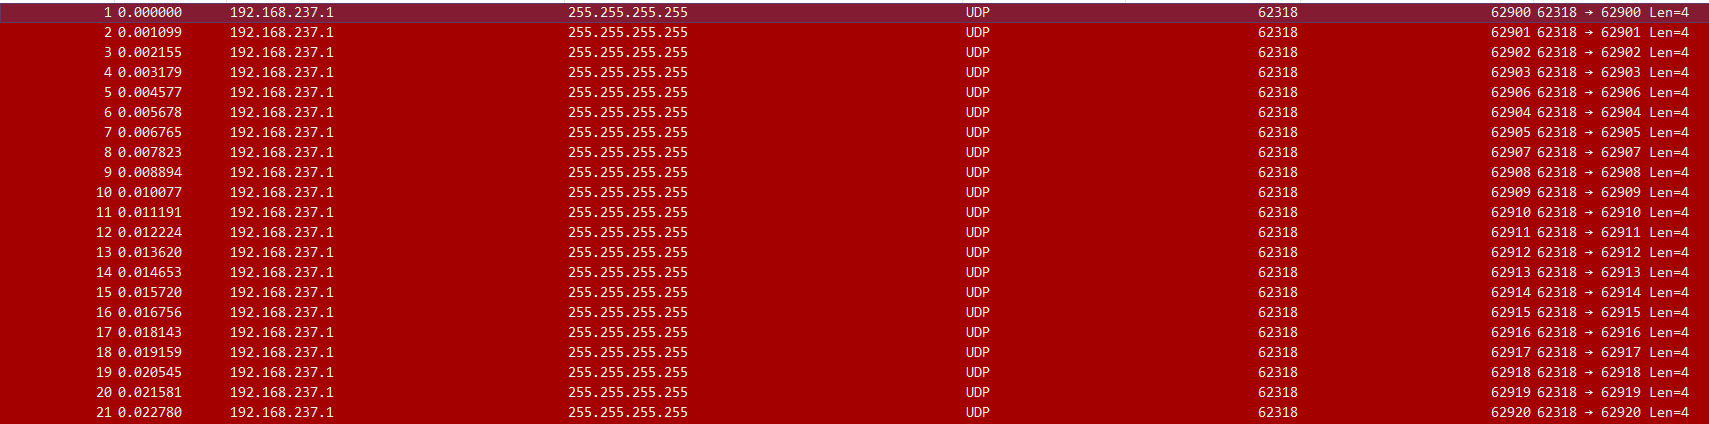 1 0.000000 192.168.237.1 255.255.255.255 UDP 62318 62900 62318 → 62900 Len=4
2 0.001099 192.168.237.1 255.255.255.255 UDP 62318 62901 62318 → 62901 Len=4
3 0.002155 192.168.237.1 255.255.255.255 UDP 62318 62902 62318 → 62902 Len=4
4 0.003179 192.168.237.1 255.255.255.255 UDP 62318 62903 62318 → 62903 Len=4
5 0.004577 192.168.237.1 255.255.255.255 UDP 62318 62906 62318 → 62906 Len=4
6 0.005678 192.168.237.1 255.255.255.255 UDP 62318 62904 62318 → 62904 Len=4
7 0.006765 192.168.237.1 255.255.255.255 UDP 62318 62905 62318 → 62905 Len=4
8 0.007823 192.168.237.1 255.255.255.255 UDP 62318 62907 62318 → 62907 Len=4
9 0.008894 192.168.237.1 255.255.255.255 UDP 62318 62908 62318 → 62908 Len=4
10 0.010077 192.168.237.1 255.255.255.255 UDP 62318 62909 62318 → 62909 Len=4
11 0.011191 192.168.237.1 255.255.255.255 UDP 62318 62910 62318 → 62910 Len=4
12 0.012224 192.168.237.1 255.255.255.255 UDP 62318 62911 62318 → 62911 Len=4
13 0.013620 192.168.237.1 255.255.255.255 UDP 62318 62912 62318 → 62912 Len=4
14 0.014653 192.168.237.1 255.255.255.255 UDP 62318 62913 62318 → 62913 Len=4
15 0.015720 192.168.237.1 255.255.255.255 UDP 62318 62914 62318 → 62914 Len=4
16 0.016756 192.168.237.1 255.255.255.255 UDP 62318 62915 62318 → 62915 Len=4
17 0.018143 192.168.237.1 255.255.255.255 UDP 62318 62916 62318 → 62916 Len=4
18 0.019159 192.168.237.1 255.255.255.255 UDP 62318 62917 62318 → 62917 Len=4
19 0.020545 192.168.237.1 255.255.255.255 UDP 62318 62918 62318 → 62918 Len=4
20 0.021581 192.168.237.1 255.255.255.255 UDP 62318 62919 62318 → 62919 Len=4
21 0.022780 192.168.237.1 255.255.255.255 UDP 62318 62920 62318 → 62920 Len=4